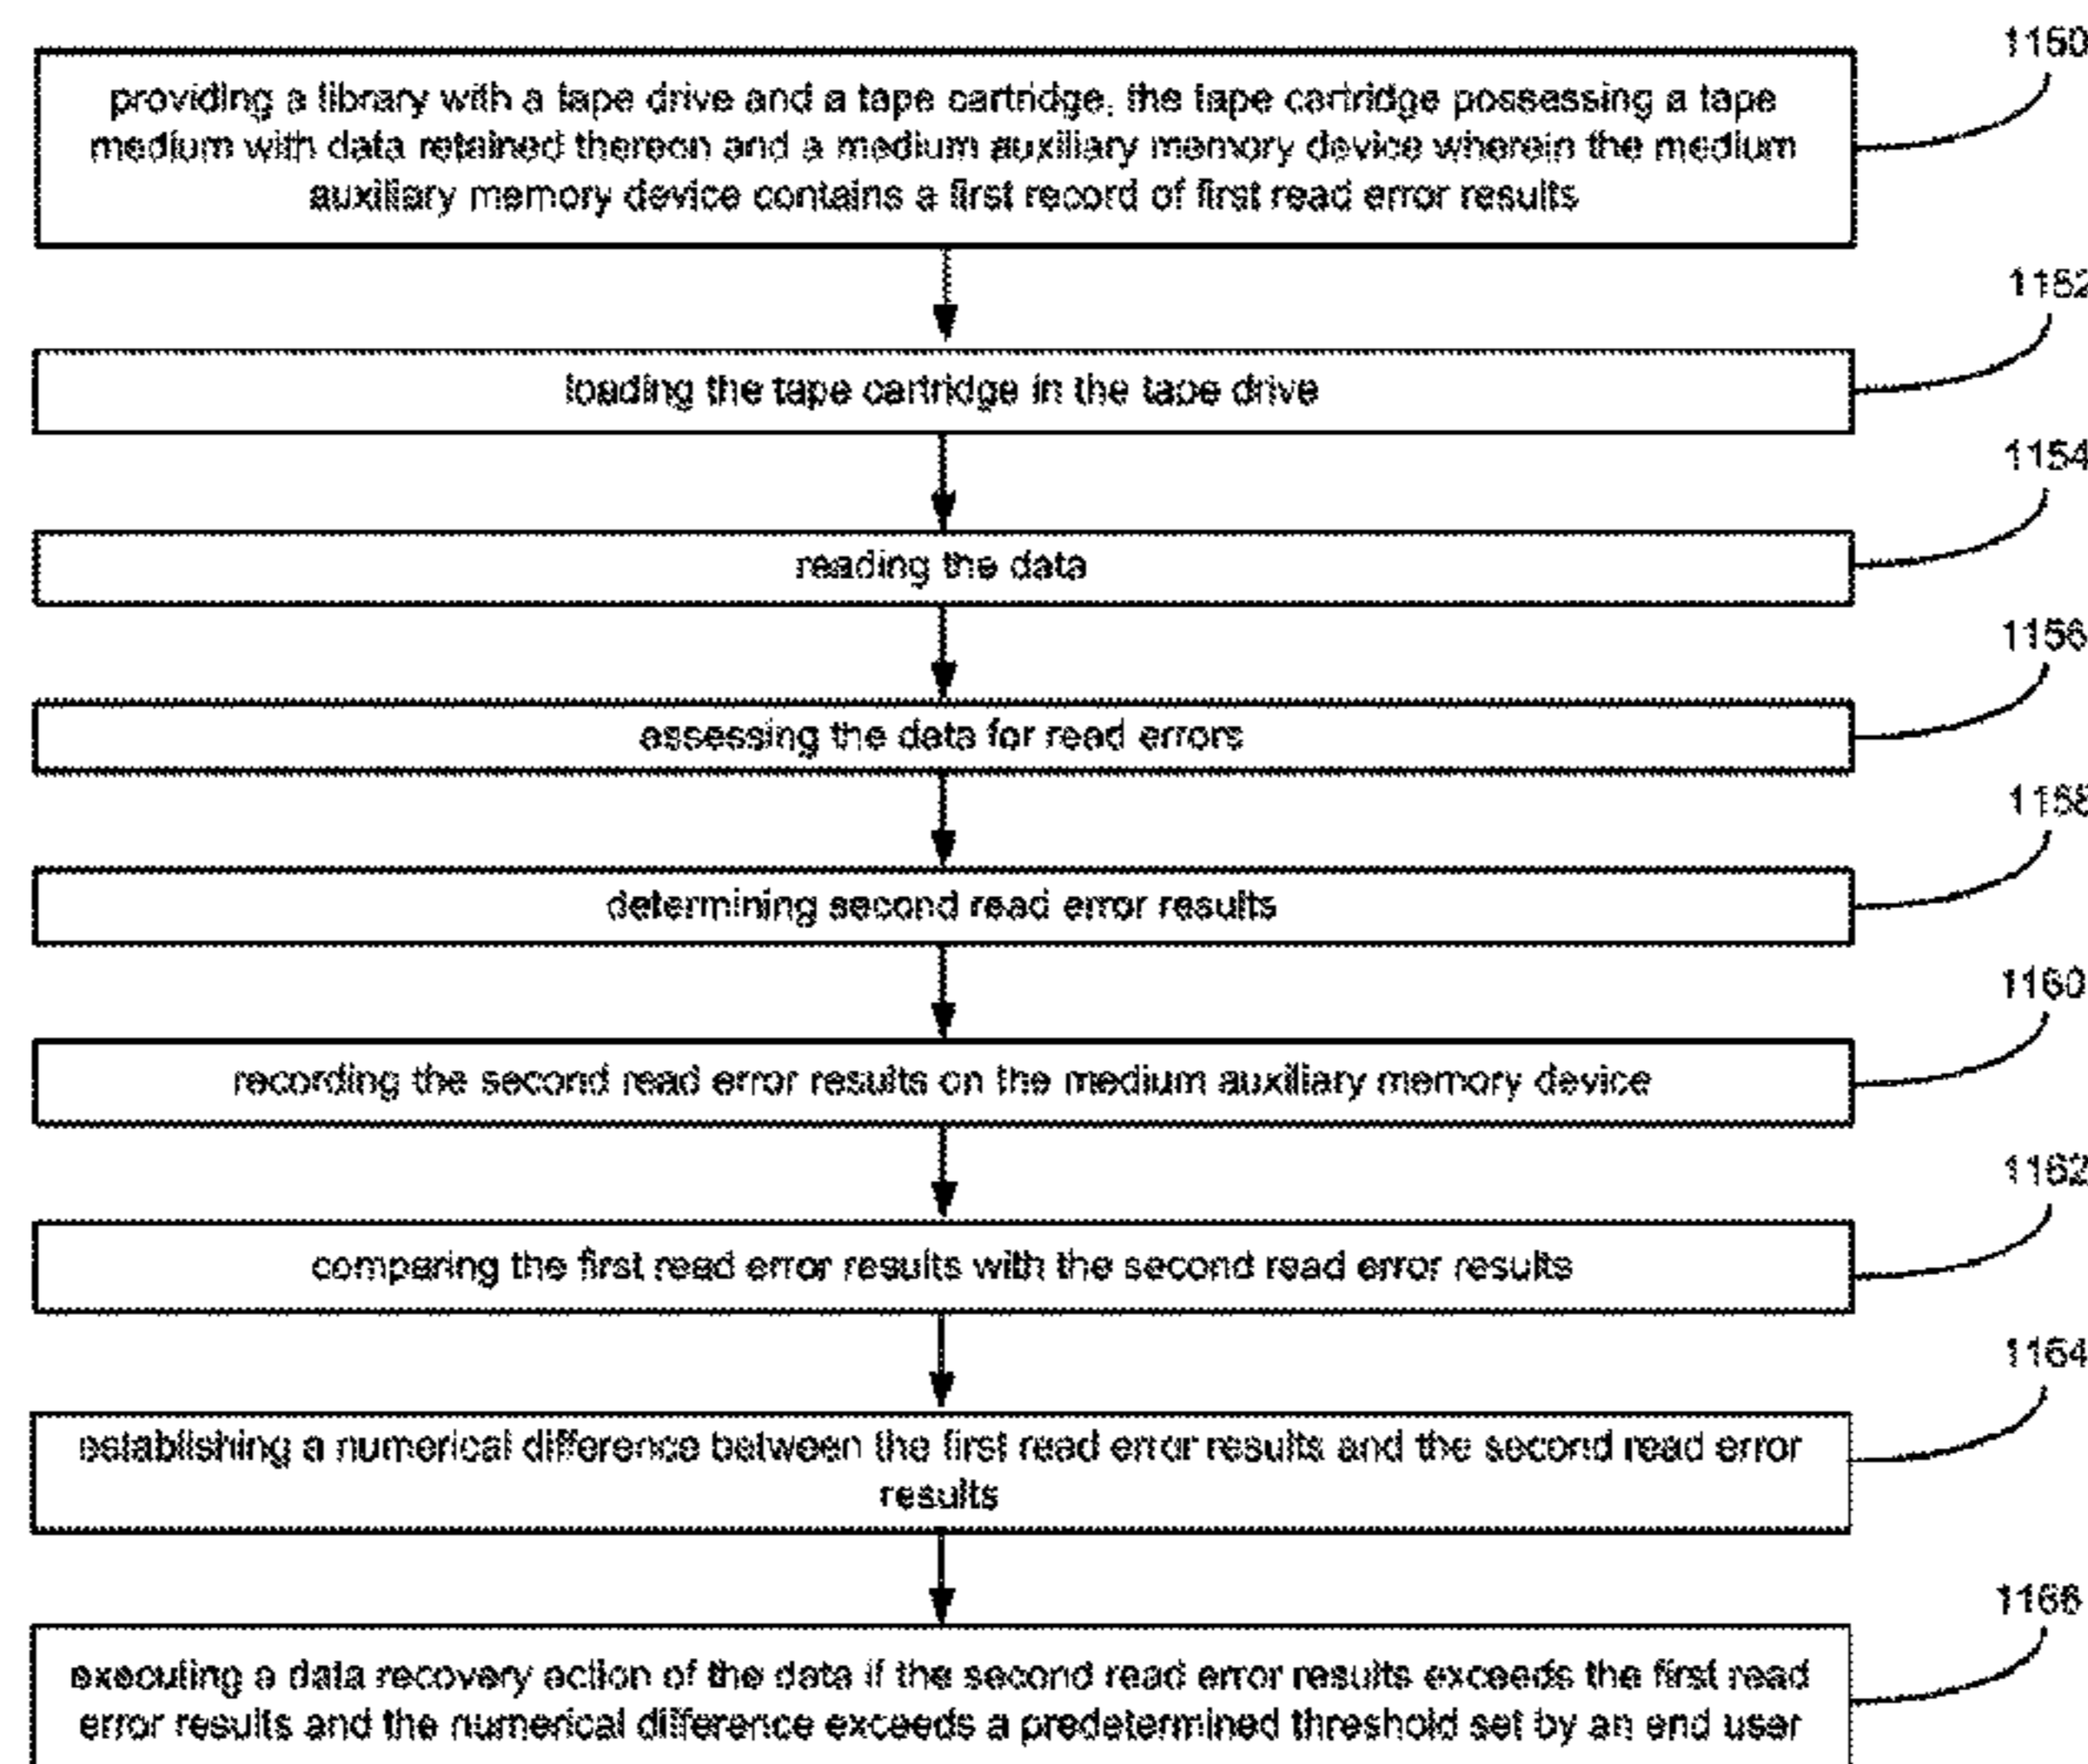 1150
providing a library with a tape drive and a tape cartridge, the tape cartridge possessing a tape
medium with data retained thereon and a medium auxiliary memory device wherein the medium
auxiliary memory device contains a first record of first read error results
1152
loading the tape cartridge in the tape drive
1154
reading the data
1156
assessing the data for read errors
1158
determining second read error results
1160
recording the second read error results on the medium auxiliary memory device
1162
comparing the first read error results with the second read error results
1164
establishing a numerical difference between the first read error results and the second read error
results
1166
executing a data recovery action of the data if the second read error results exceeds the first read
error results and the numerical difference exceeds a predetermined threshold set by an end user